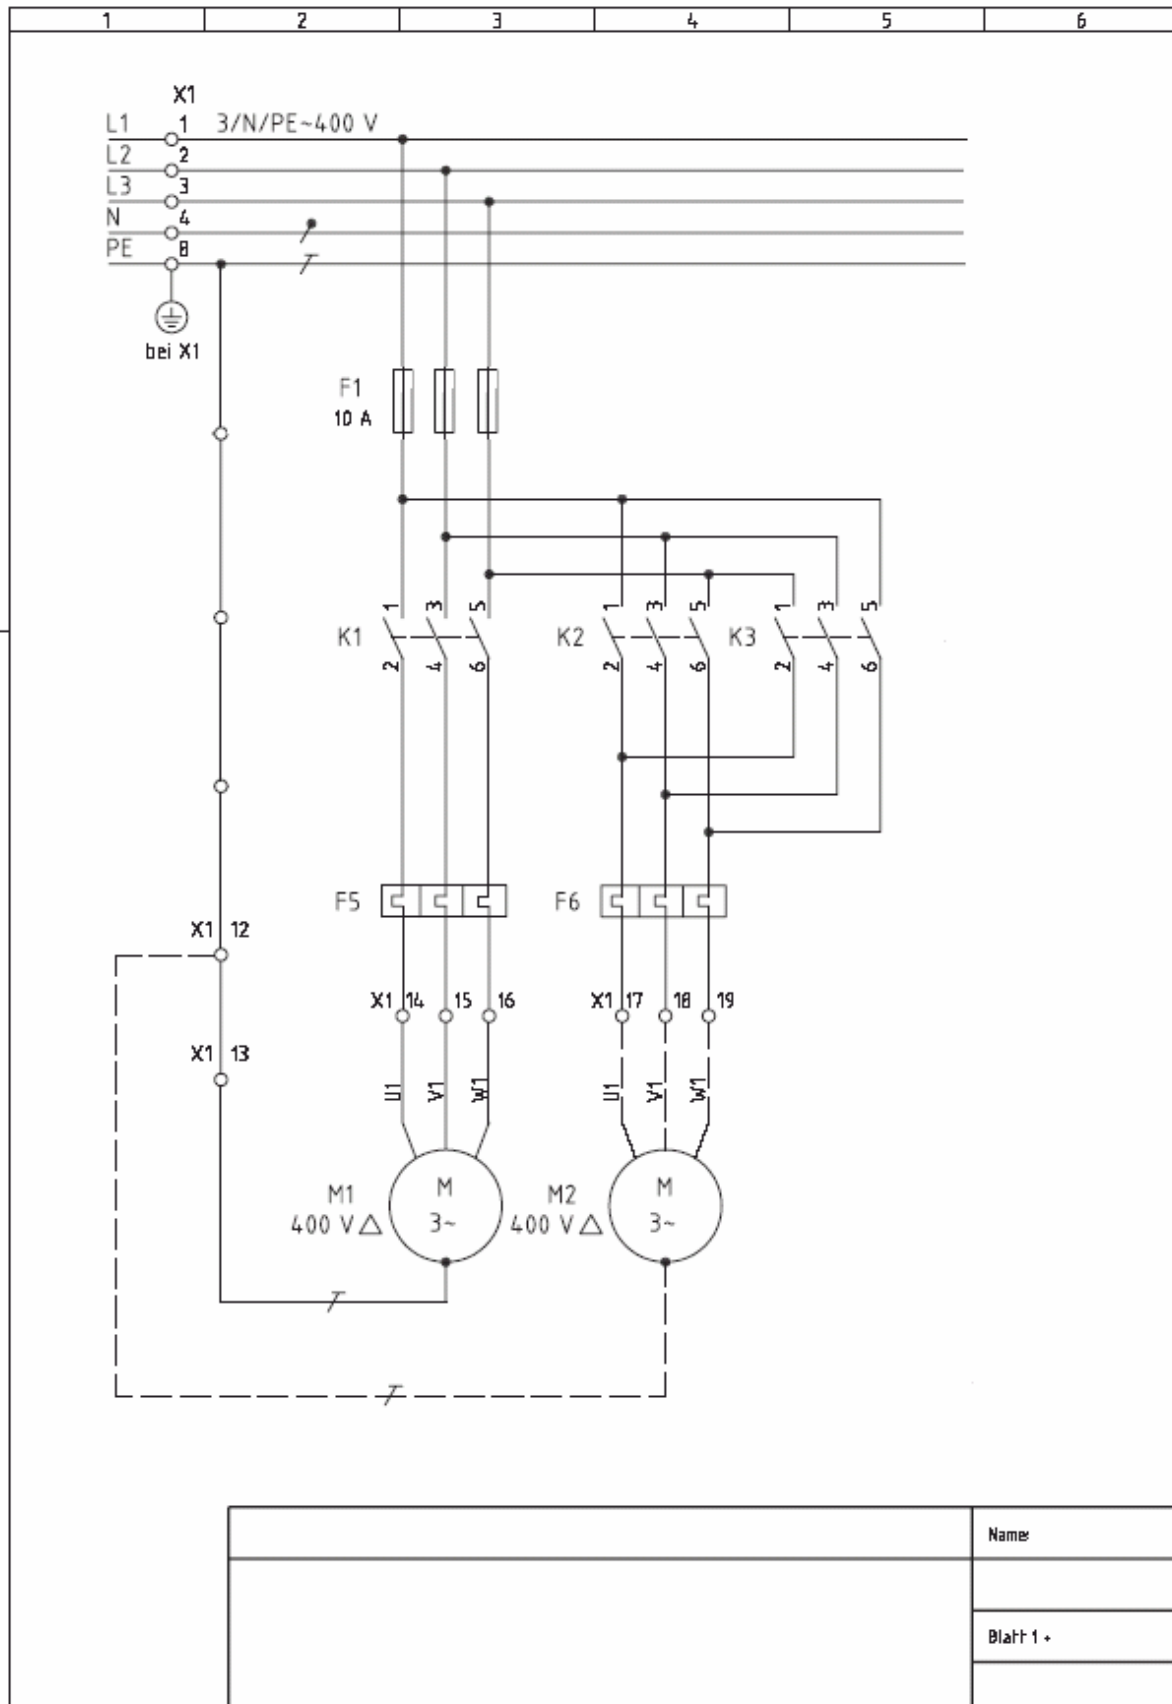 1 2 3 4 5 6
X1
L1 1 3/N/PE~400 V
L2 2
L3 3
N 4
PE 8
bei X1
F1
10 A
1 3 5 1 3 5 1 3 5
K1 K2 K3
2 4 6 2 4 6 2 4 6
F5 F6
X1 12
X1 14 15 16 X1 17 18 19
X1 13
U1 V1 W1 U1 V1 W1
M1 M M2 M
400 V △ 3~ 400 V △ 3~
Name:
Blatt 1 +